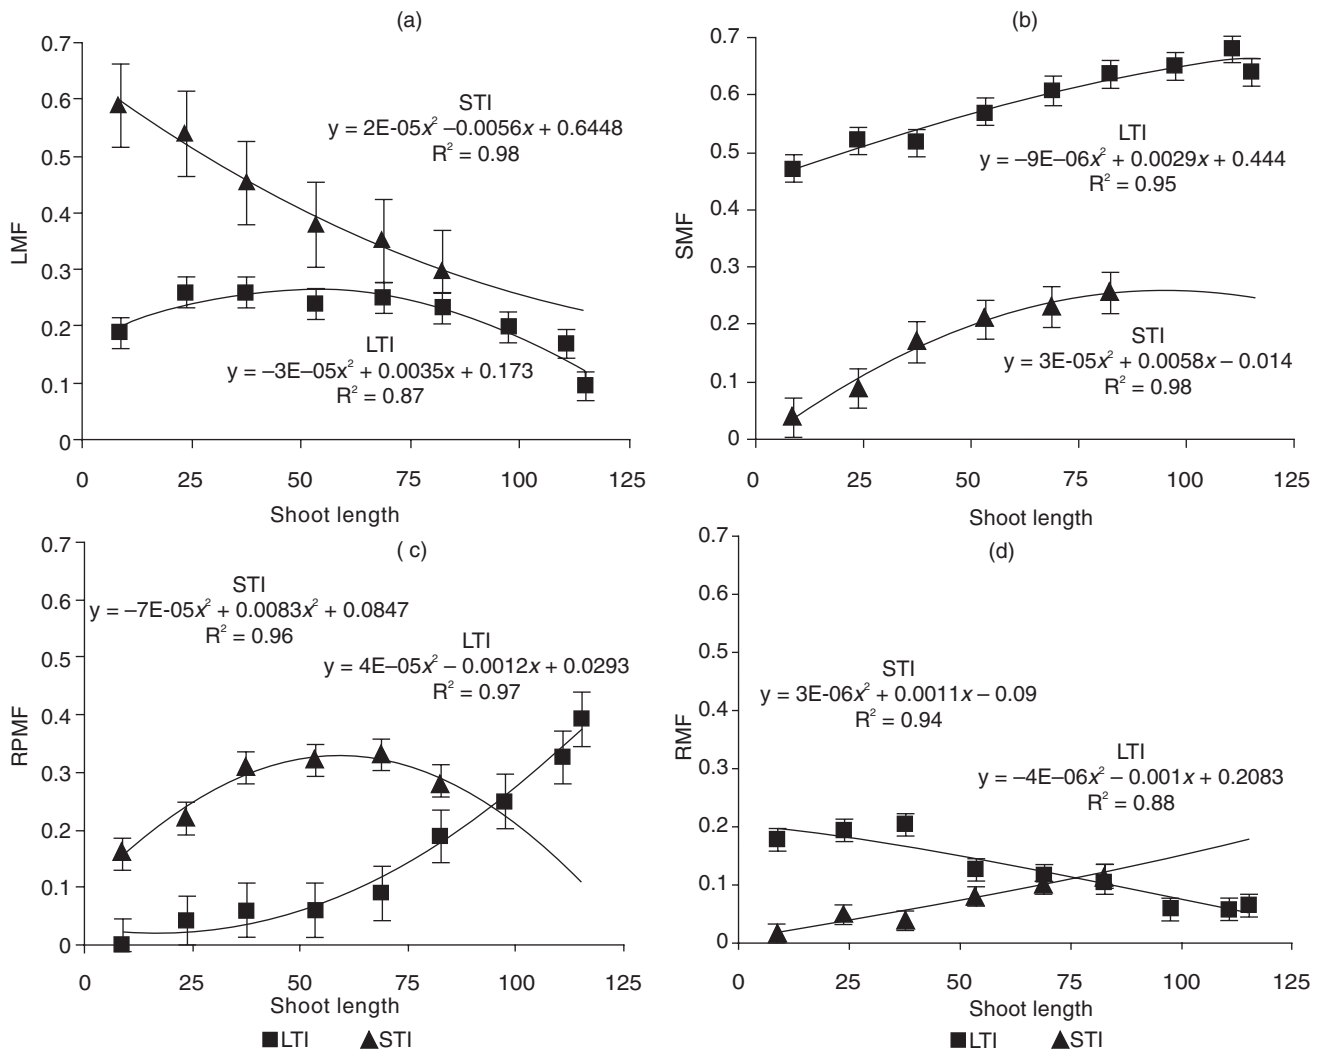 (a)
LMF
0.7
0.6
0.5
0.4
0.3
0.2
0.1
0
STI
y = 2E-05x² –0.0056x + 0.6448
R² = 0.98
LTI
y = –3E–05x² + 0.0035x + 0.173
R² = 0.87
0 25 50 75 100 125
Shoot length
(b)
SMF
0.7
0.6
0.5
0.4
0.3
0.2
0.1
0
LTI
y = –9E–06x² + 0.0029x + 0.444
R² = 0.95
STI
y = 3E-05x² + 0.0058x – 0.014
R² = 0.98
0 25 50 75 100 125
Shoot length
( c)
RPMF
0.7
0.6
0.5
0.4
0.3
0.2
0.1
0
STI
y = –7E-05x² + 0.0083x² + 0.0847
R² = 0.96
LTI
y = 4E–05x² – 0.0012x + 0.0293
R² = 0.97
0 25 50 75 100 125
Shoot length
LTI STI
(d)
RMF
0.7
0.6
0.5
0.4
0.3
0.2
0.1
0
STI
y = 3E-06x² + 0.0011x – 0.09
R² = 0.94
LTI
y = –4E–06x² – 0.001x + 0.2083
R² = 0.88
0 25 50 75 100 125
Shoot length
LTI STI